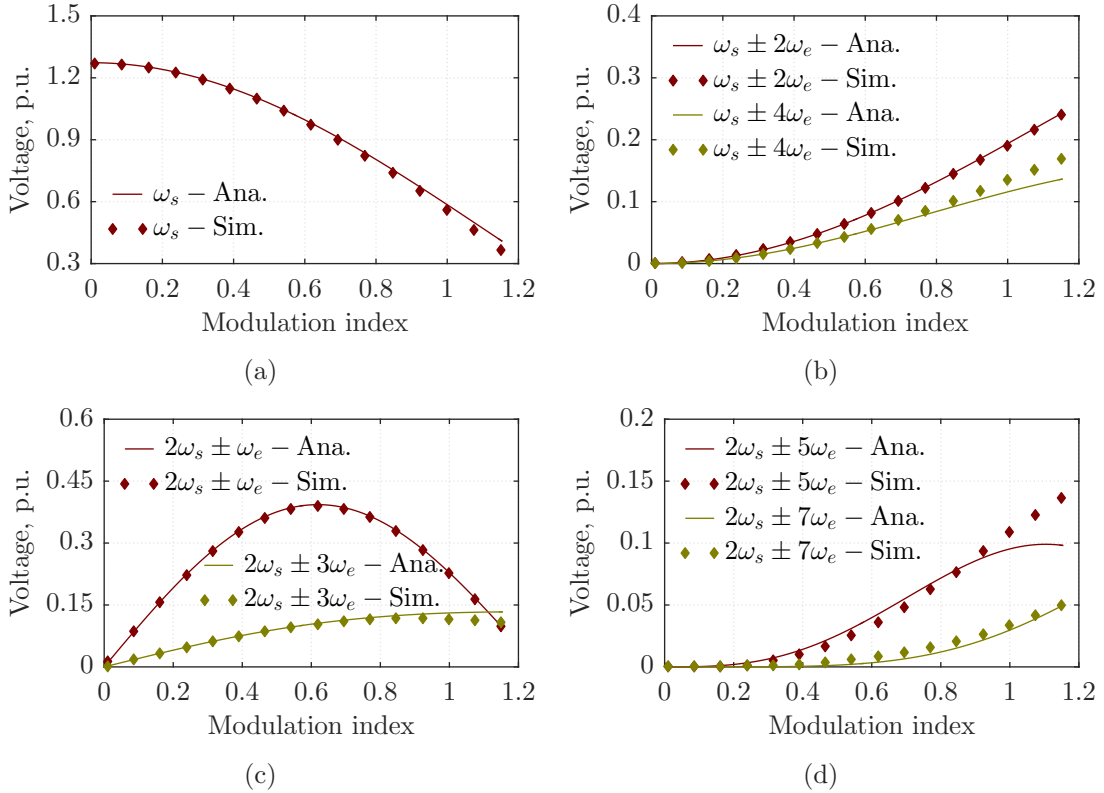 1.5
1.2
0.9
0.6
0.3
Voltage, p.u.
ωₛ − Ana.
ωₛ − Sim.
0 0.2 0.4 0.6 0.8 1 1.2
Modulation index
(a)
0.4
0.3
0.2
0.1
0
Voltage, p.u.
ωₛ ± 2ωₑ − Ana.
ωₛ ± 2ωₑ − Sim.
ωₛ ± 4ωₑ − Ana.
ωₛ ± 4ωₑ − Sim.
0 0.2 0.4 0.6 0.8 1 1.2
Modulation index
(b)
0.6
0.45
0.3
0.15
0
Voltage, p.u.
2ωₛ ± ωₑ − Ana.
2ωₛ ± ωₑ − Sim.
2ωₛ ± 3ωₑ − Ana.
2ωₛ ± 3ωₑ − Sim.
0 0.2 0.4 0.6 0.8 1 1.2
Modulation index
(c)
0.2
0.15
0.1
0.05
0
Voltage, p.u.
2ωₛ ± 5ωₑ − Ana.
2ωₛ ± 5ωₑ − Sim.
2ωₛ ± 7ωₑ − Ana.
2ωₛ ± 7ωₑ − Sim.
0 0.2 0.4 0.6 0.8 1 1.2
Modulation index
(d)